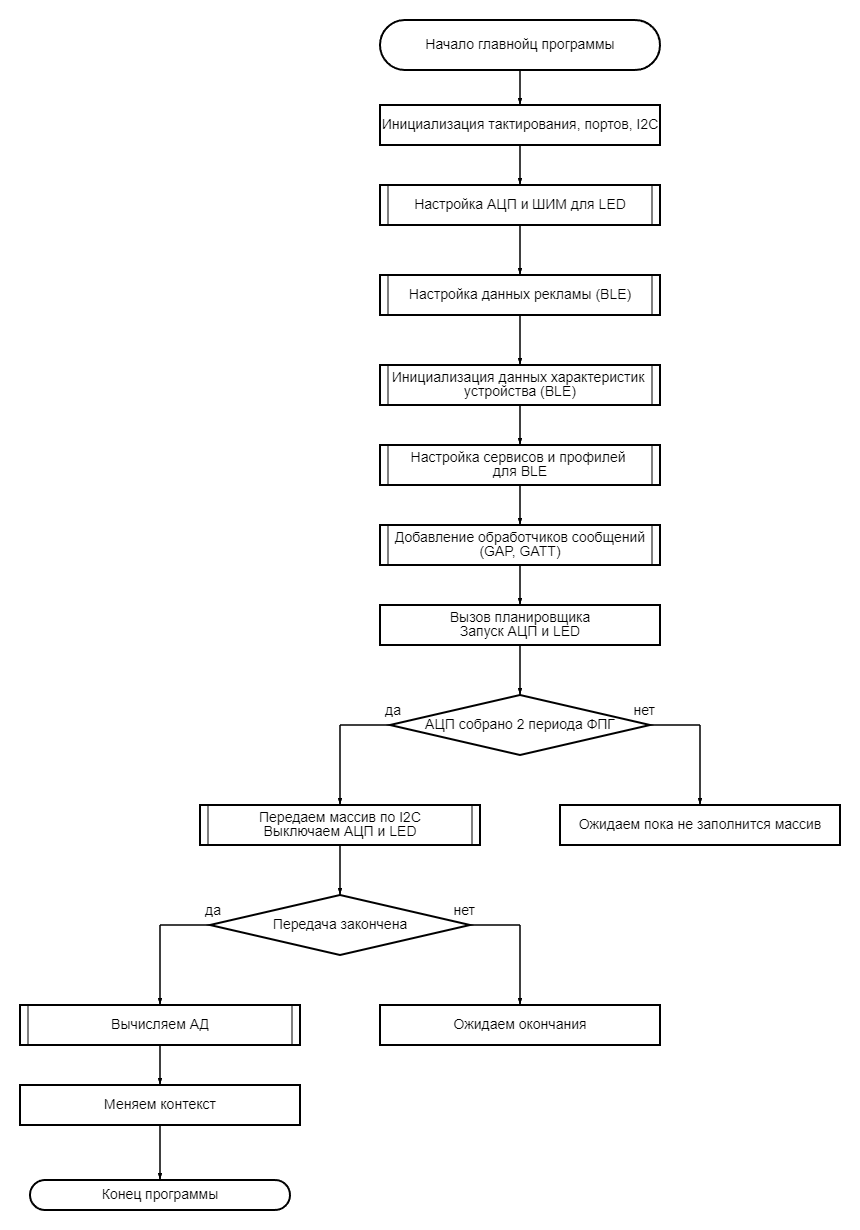 Начало главнойц программы
Инициализация тактирования, портов, I2C
Настройка АЦП и ШИМ для LED
Настройка данных рекламы (BLE)
Инициализация данных характеристик
устройства (BLE)
Настройка сервисов и профилей
для BLE
Добавление обработчиков сообщений
(GAP, GATT)
Вызов планировщика
Запуск АЦП и LED
да
нет
АЦП собрано 2 периода ФПГ
Передаем массив по I2C
Выключаем АЦП и LED
Ожидаем пока не заполнится массив
да
нет
Передача закончена
Вычисляем АД
Ожидаем окончания
Меняем контекст
Конец программы